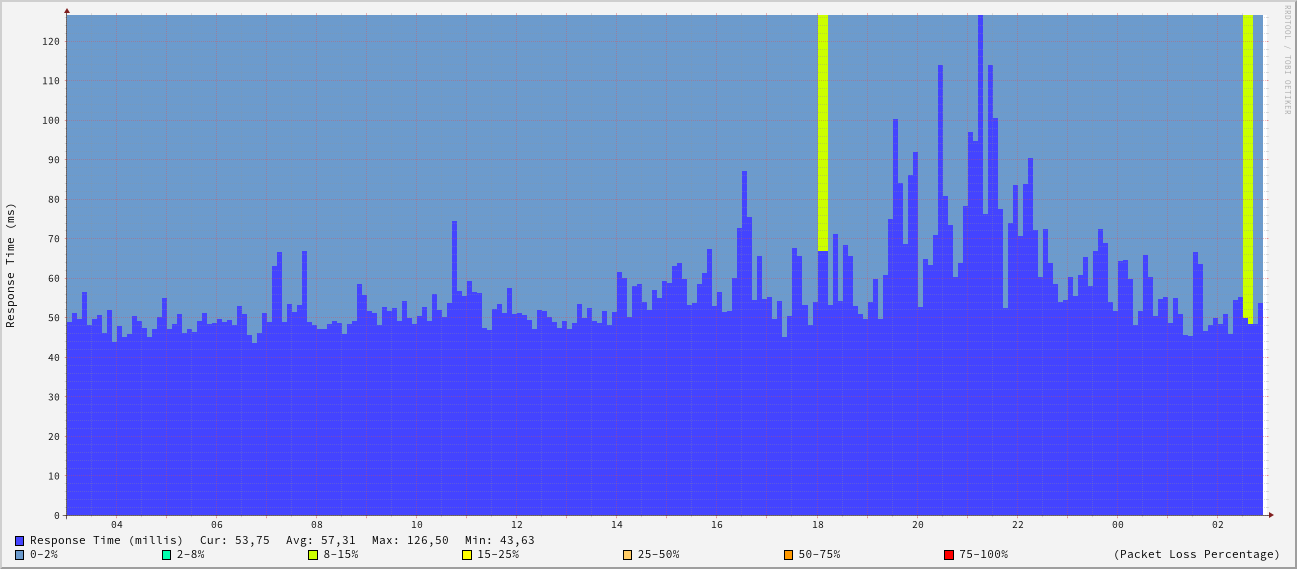 RRDTOOL / TOBI OETIKER
Response Time (ms)
120
110
100
90
80
70
60
50
40
30
20
10
0
04 06 08 10 12 14 16 18 20 22 00 02
Response Time (millis) Cur: 53,75 Avg: 57,31 Max: 126,50 Min: 43,63
0-2% 2-8% 8-15% 15-25% 25-50% 50-75% 75-100% (Packet Loss Percentage)